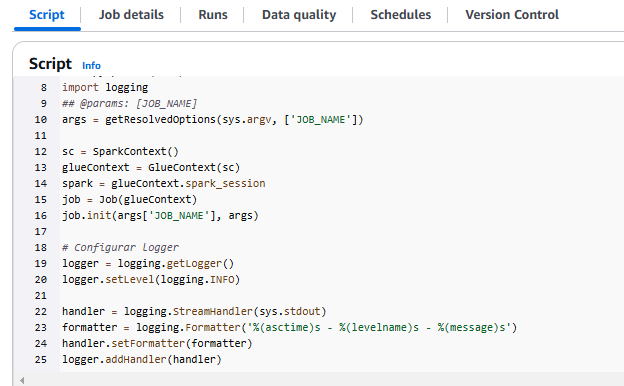 Script Job details Runs Data quality Schedules Version Control
Script Info
8 import logging
9 ## @params: [JOB_NAME]
10 args = getResolvedOptions(sys.argv, ['JOB_NAME'])
11
12 sc = SparkContext()
13 glueContext = GlueContext(sc)
14 spark = glueContext.spark_session
15 job = Job(glueContext)
16 job.init(args['JOB_NAME'], args)
17
18 # Configurar logger
19 logger = logging.getLogger()
20 logger.setLevel(logging.INFO)
21
22 handler = logging.StreamHandler(sys.stdout)
23 formatter = logging.Formatter('%(asctime)s - %(levelname)s - %(message)s')
24 handler.setFormatter(formatter)
25 logger.addHandler(handler)